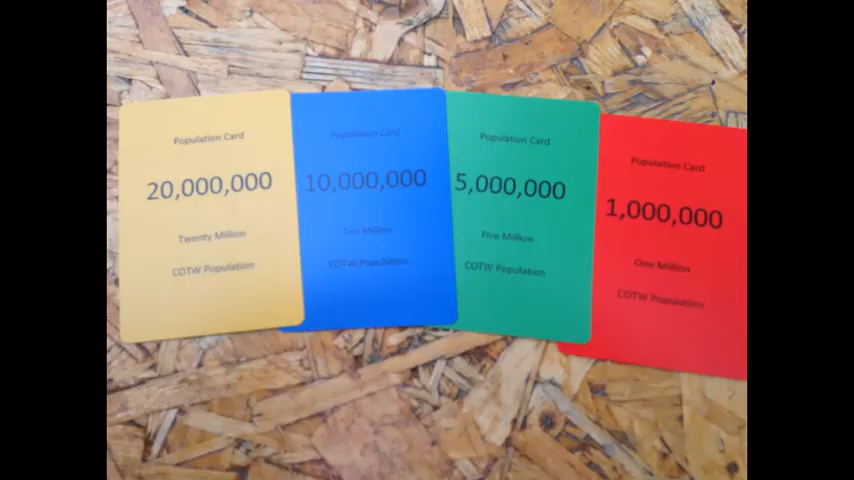 Population Card
20,000,000
Twenty Million
COTW Population
Population Card
10,000,000
Ten Million
COTW Population
Population Card
5,000,000
Five Million
COTW Population
Population Card
1,000,000
One Million
COTW Population